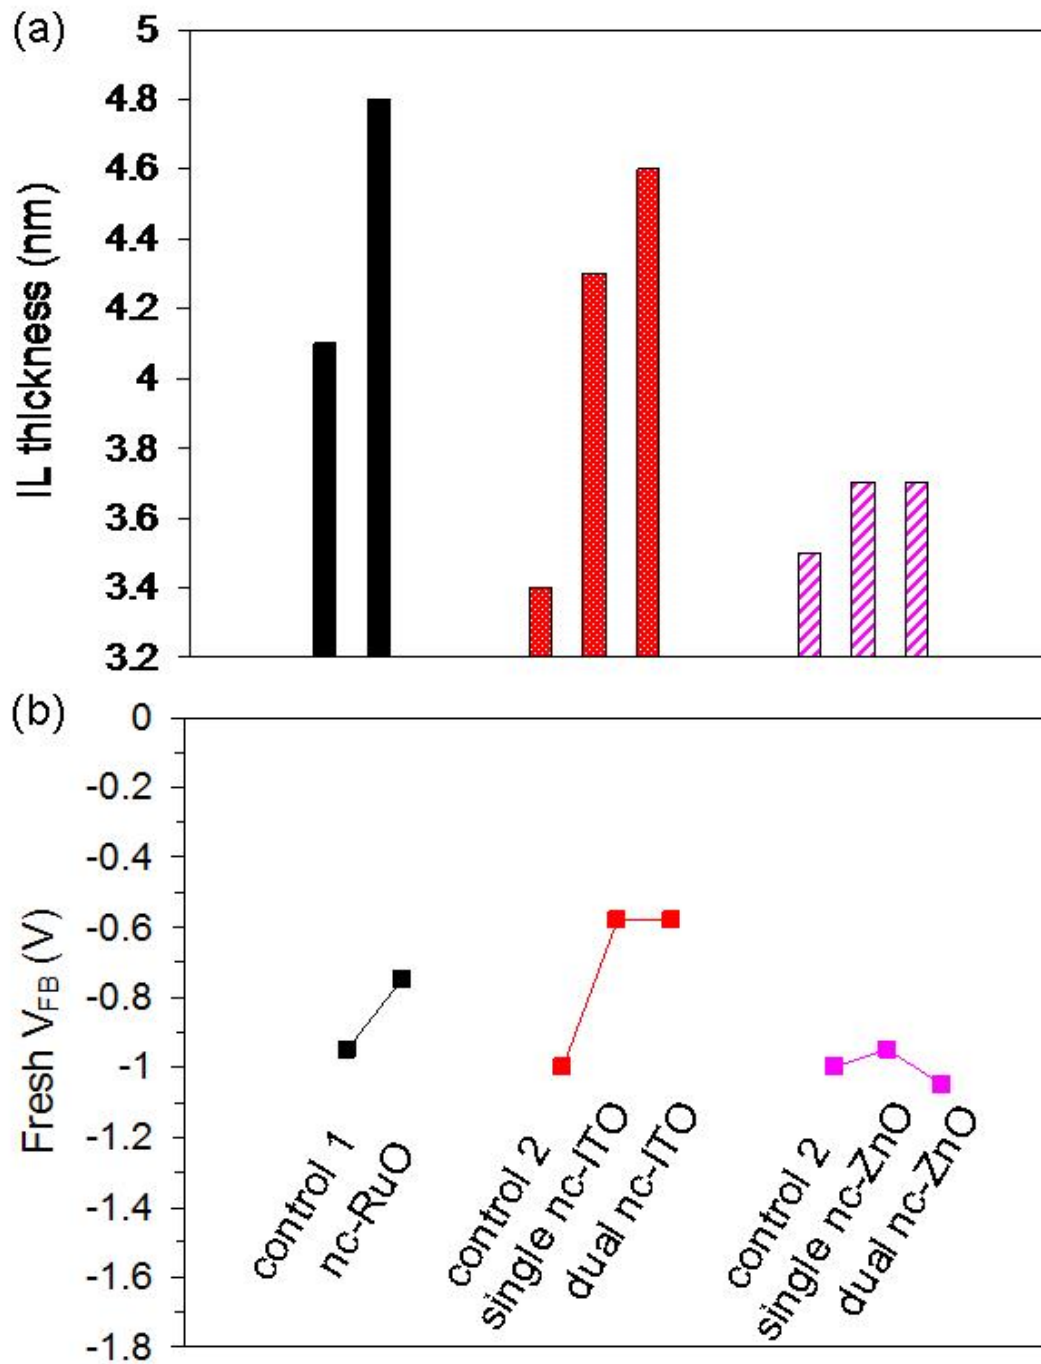 (a)
5
4.8
4.6
4.4
4.2
4
3.8
3.6
3.4
3.2
IL thickness (nm)
(b)
0
-0.2
-0.4
-0.6
-0.8
-1
-1.2
-1.4
-1.6
-1.8
Fresh VFB (V)
control 1
nc-RuO
control 2
single nc-ITO
dual nc-ITO
control 2
single nc-ZnO
dual nc-ZnO